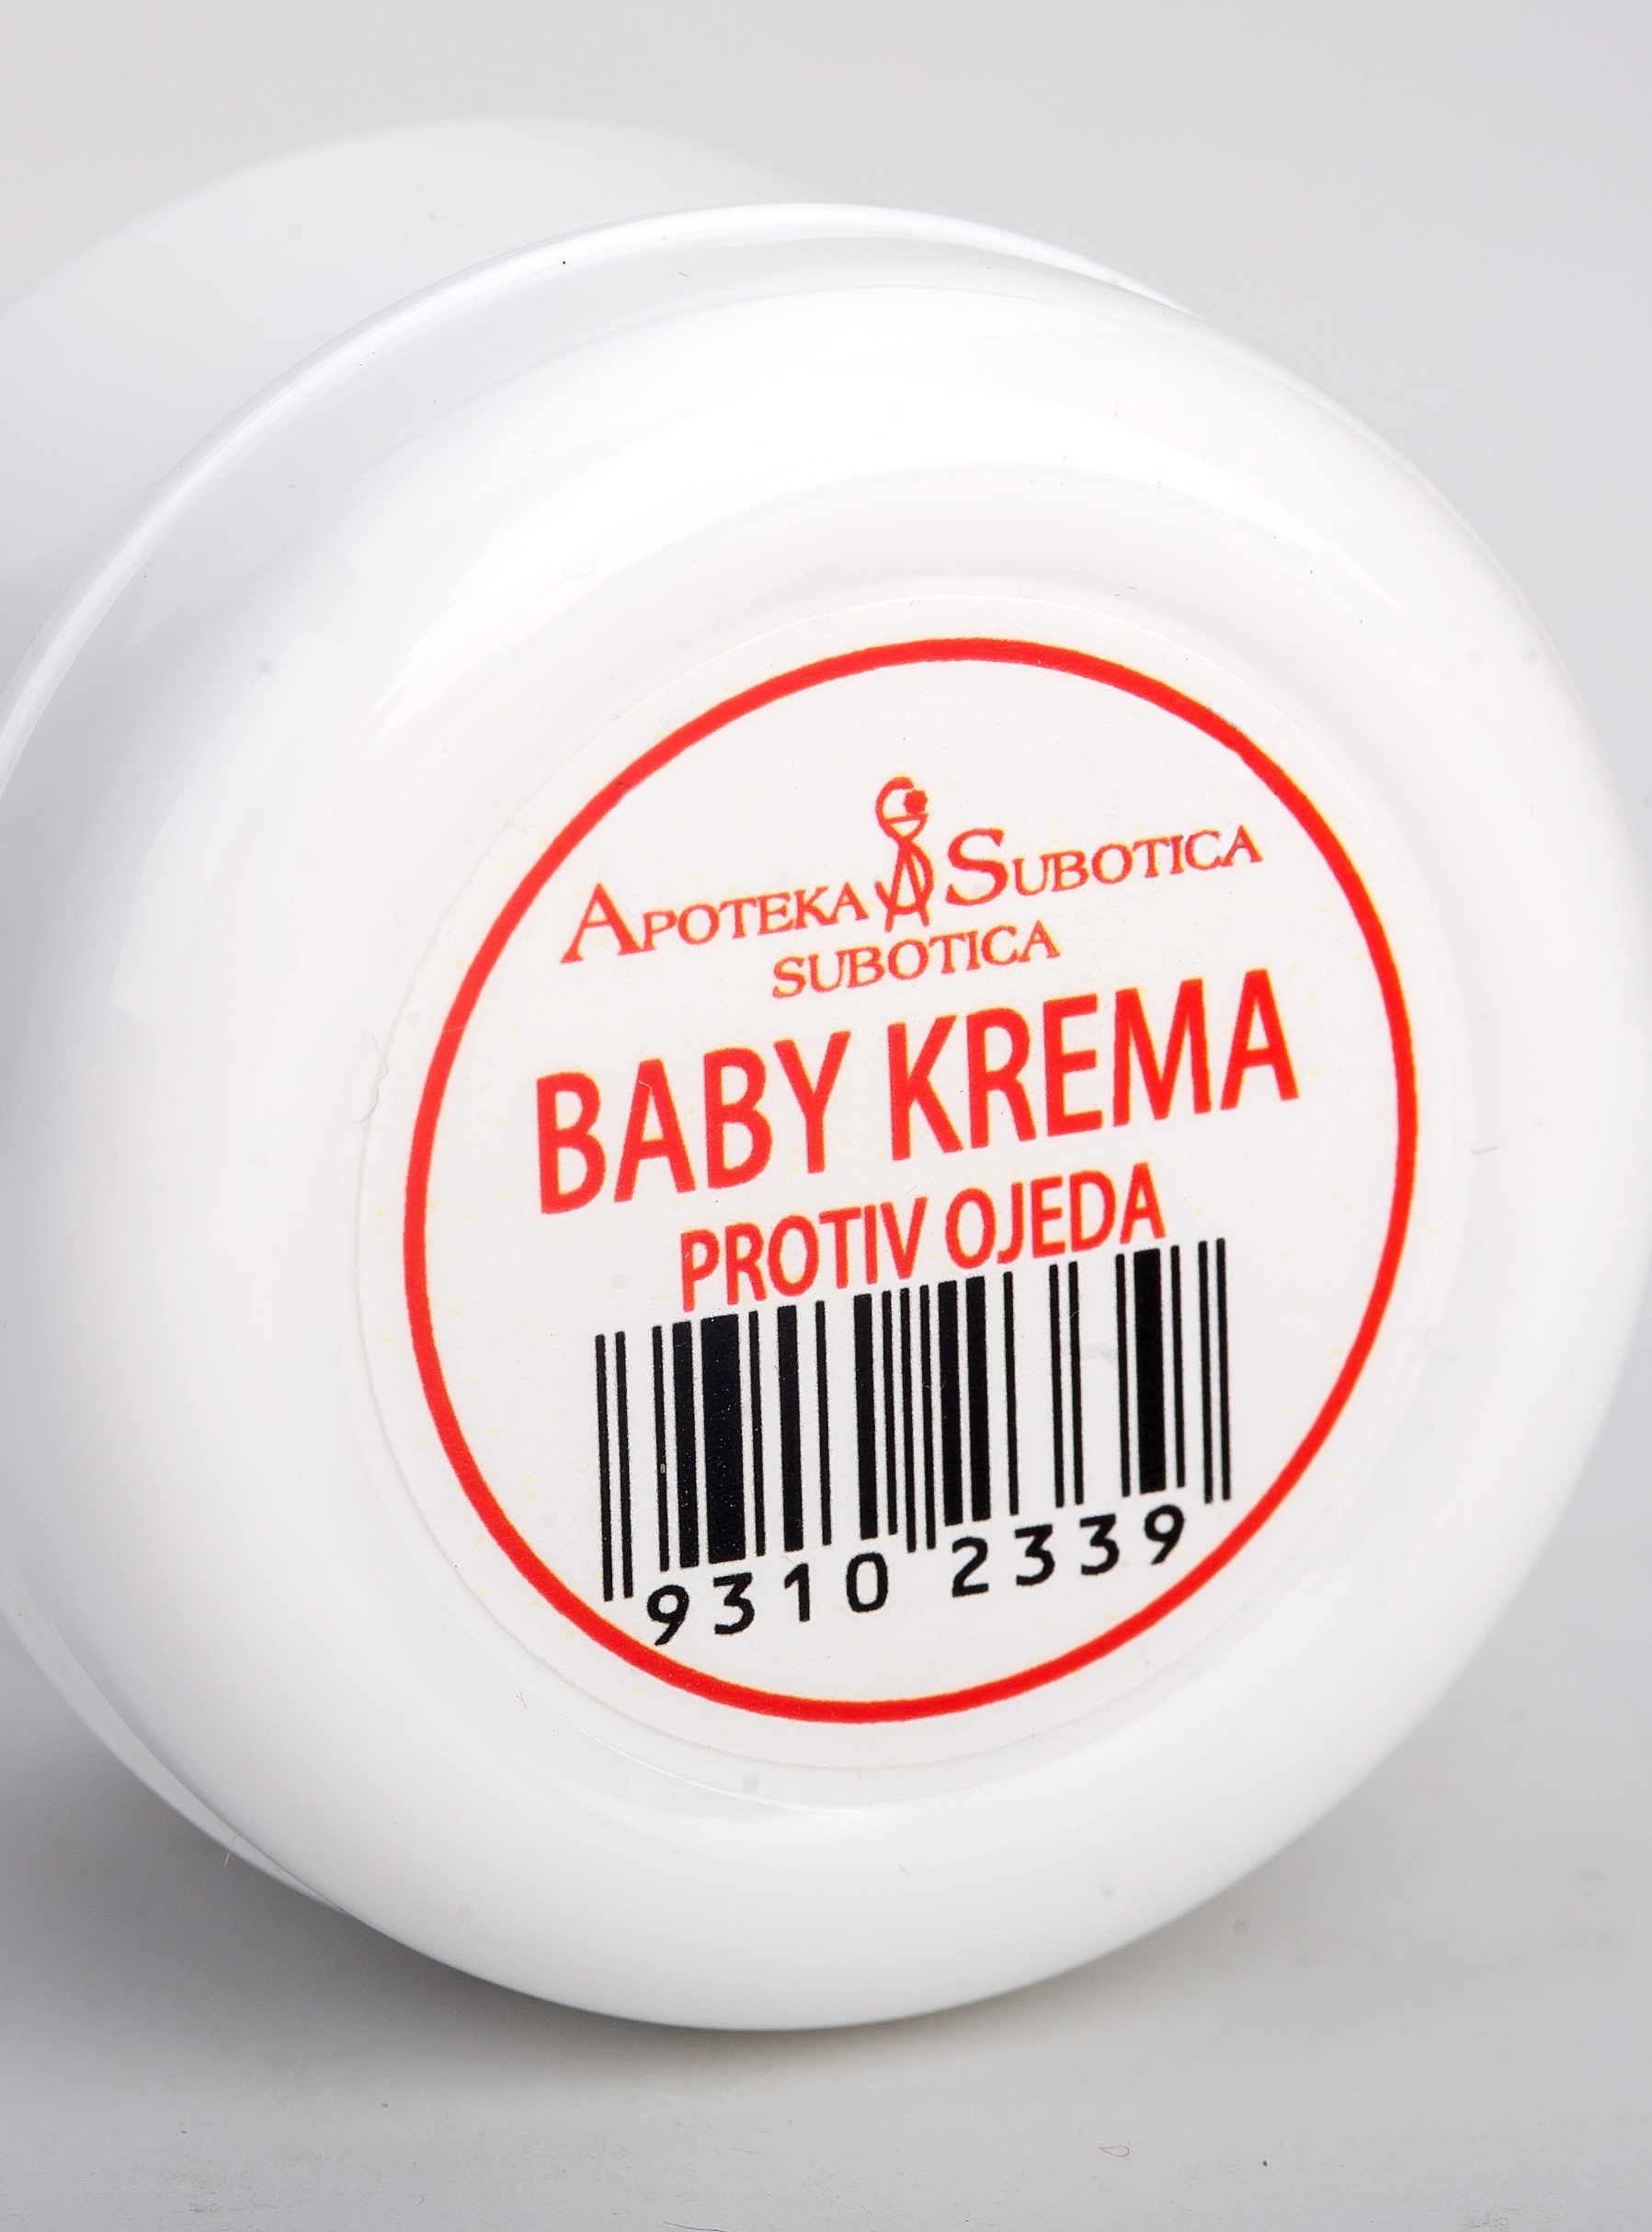 APOTEKA SUBOTICA
SUBOTICA
BABY KREMA
PROTIV OJEDA
9310 2339